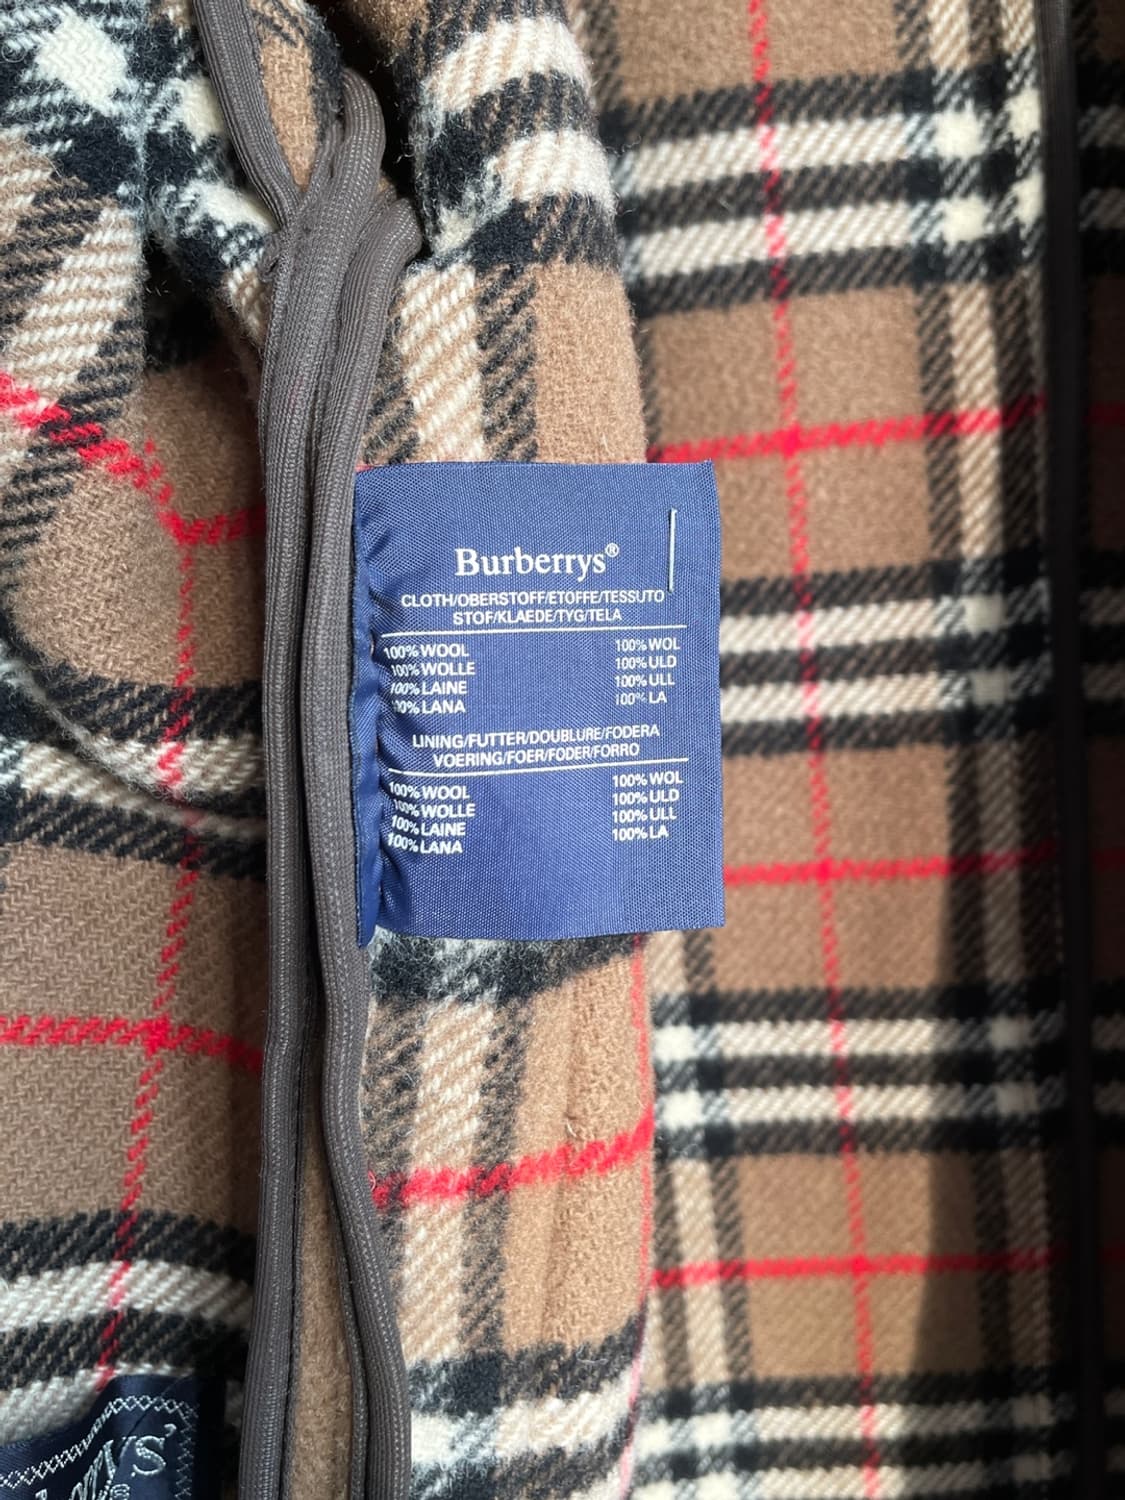 Burberrys®
CLOTH/OBERSTOFF/ETOFFE/TESSUTO
STOF/KLAEDE/TYG/TELA
100% WOOL 100% WOL
100% WOLLE 100% ULD
100% LAINE 100% ULL
100% LANA 100% LA
LINING/FUTTER/DOUBLURE/FODERA
VOERING/FOER/FODER/FORRO
100% WOOL 100% WOL
100% WOLLE 100% ULD
100% LAINE 100% ULL
100% LANA 100% LA